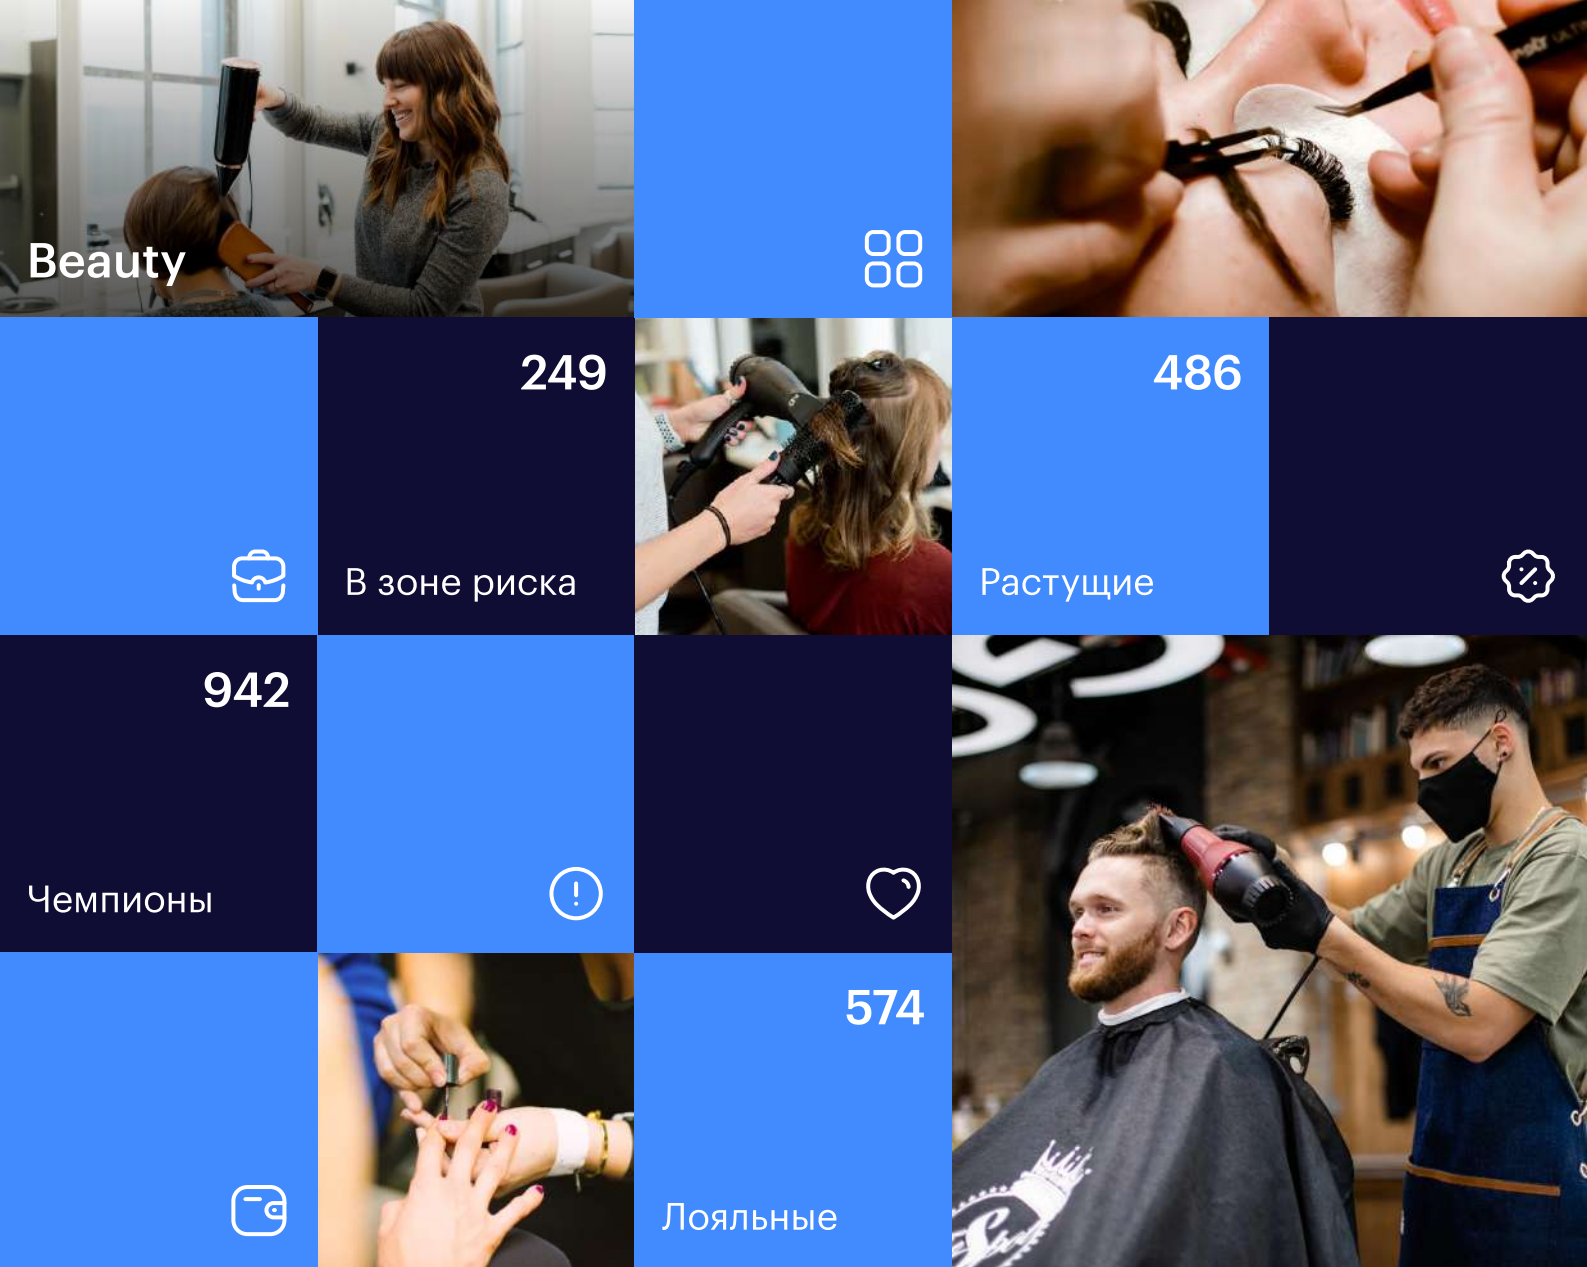 Beauty
249
В зоне риска
486
Растущие
942
Чемпионы
574
Лояльные